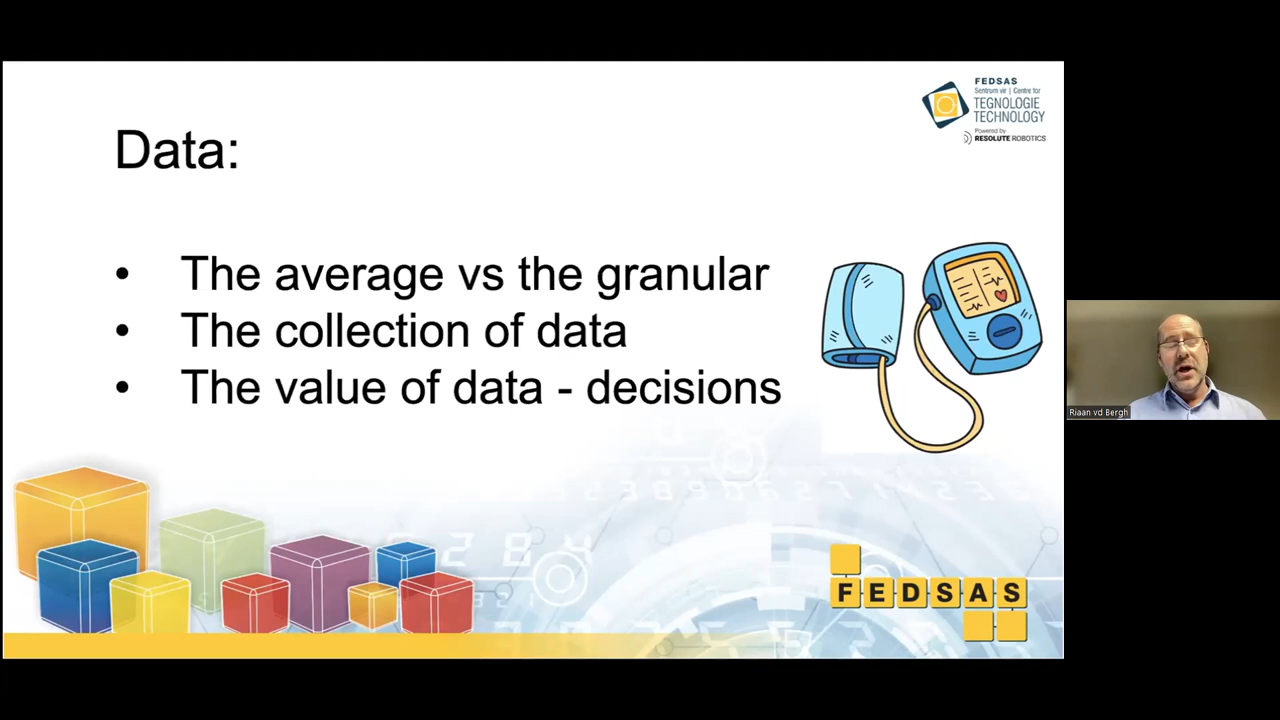 FEDSAS
Sentrum vir | Centre for
TEGNOLOGIE
TECHNOLOGY
Powered by
RESOLUTE ROBOTICS
Data:
• The average vs the granular
• The collection of data
• The value of data - decisions
Riaan vd Bergh
FEDSAS